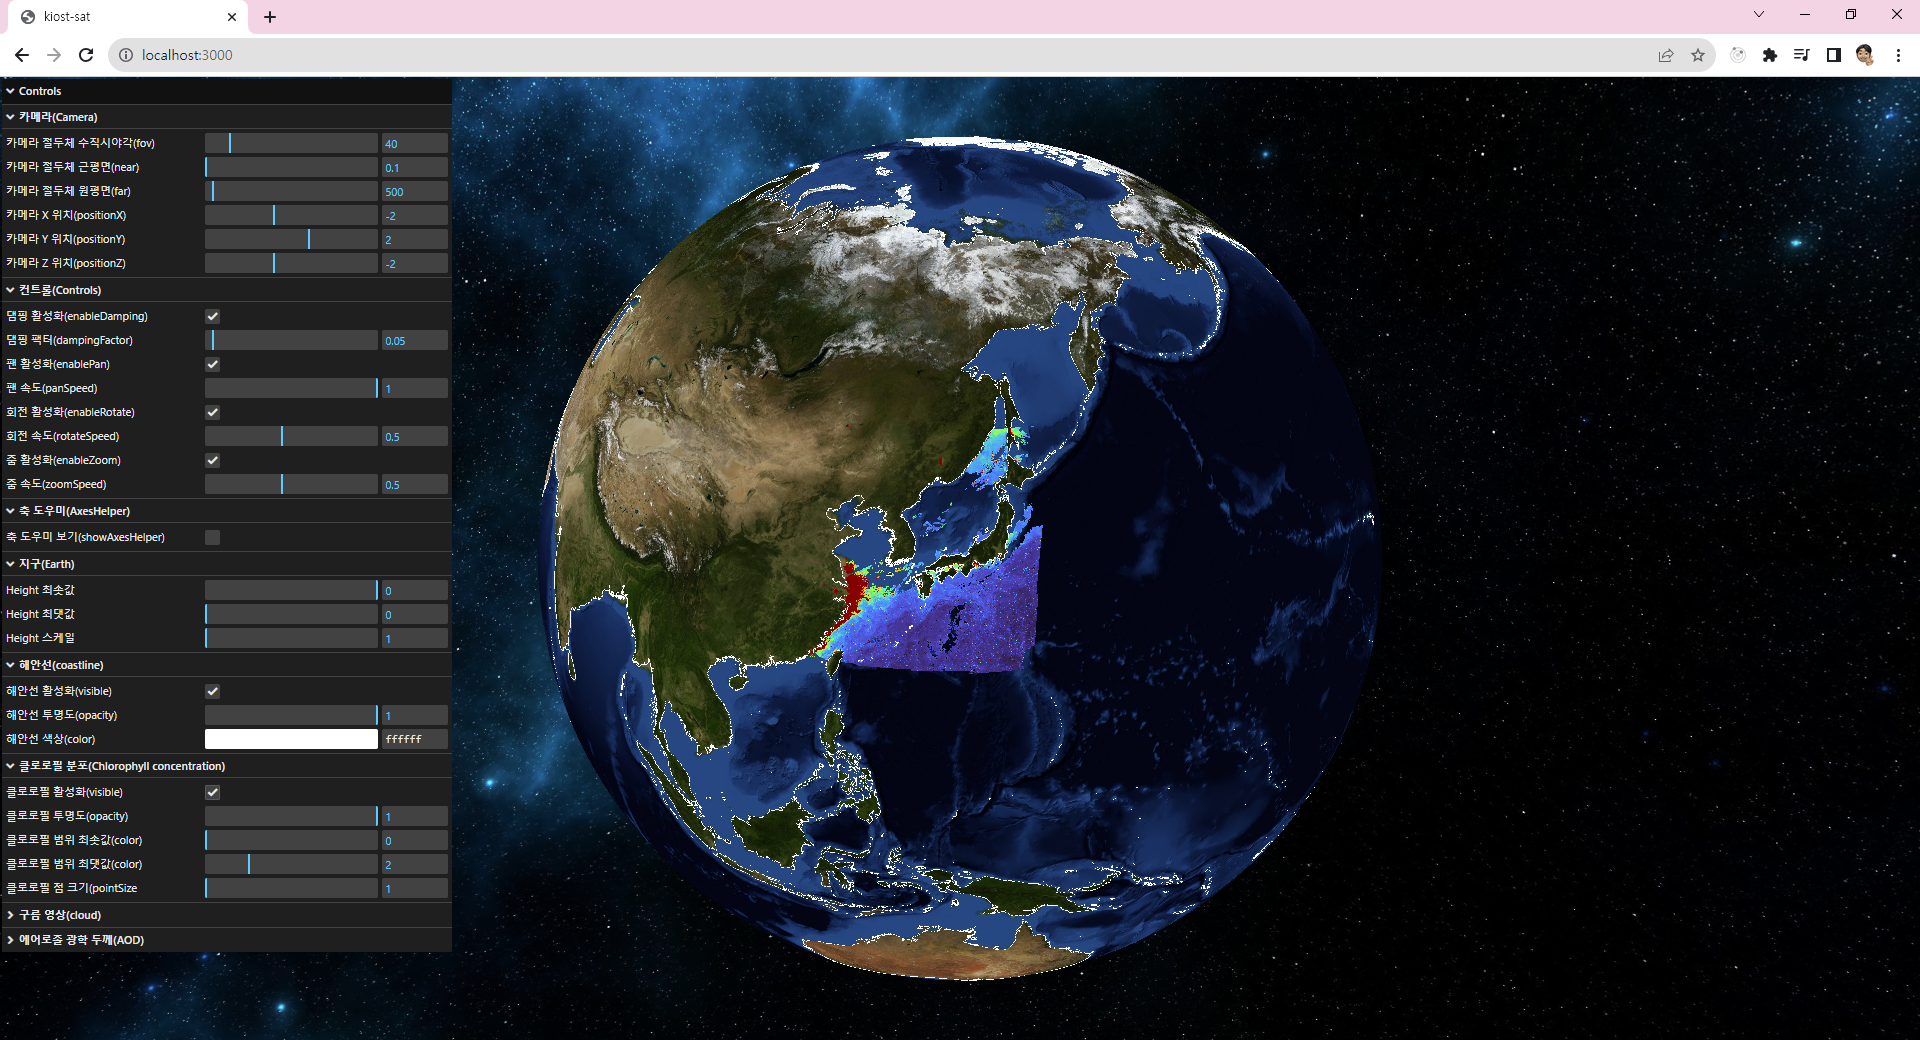 kiost-sat
localhost:3000
Controls
카메라(Camera)
카메라 절두체 수직시야각(fov) 40
카메라 절두체 근평면(near) 0.1
카메라 절두체 원평면(far) 500
카메라 X 위치(positionX) -2
카메라 Y 위치(positionY) 2
카메라 Z 위치(positionZ) -2
컨트롤(Controls)
댐핑 활성화(enableDamping)
댐핑 팩터(dampingFactor) 0.05
팬 활성화(enablePan)
팬 속도(panSpeed) 1
회전 활성화(enableRotate)
회전 속도(rotateSpeed) 0.5
줌 활성화(enableZoom)
줌 속도(zoomSpeed) 0.5
축 도우미(AxesHelper)
축 도우미 보기(showAxesHelper)
지구(Earth)
Height 최솟값 0
Height 최댓값 0
Height 스케일 1
해안선(coastline)
해안선 활성화(visible)
해안선 투명도(opacity) 1
해안선 색상(color) ffffff
클로로필 분포(Chlorophyll concentration)
클로로필 활성화(visible)
클로로필 투명도(opacity) 1
클로로필 범위 최솟값(color) 0
클로로필 범위 최댓값(color) 2
클로로필 점 크기(pointSize 1
구름 영상(cloud)
에어로졸 광학 두께(AOD)